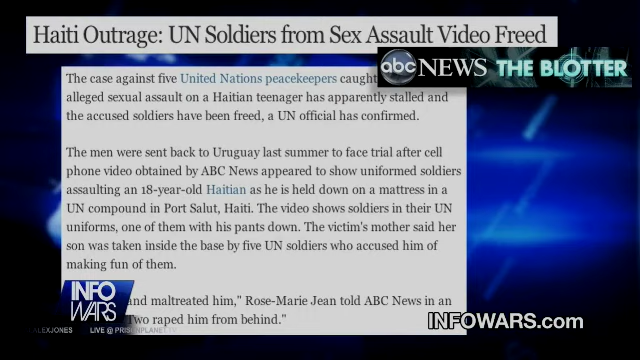 Haiti Outrage: UN Soldiers from Sex Assault Video Freed
abc NEWS THE BLOTTER
The case against five United Nations peacekeepers caught
alleged sexual assault on a Haitian teenager has apparently stalled and
the accused soldiers have been freed, a UN official has confirmed.
The men were sent back to Uruguay last summer to face trial after cell
phone video obtained by ABC News appeared to show uniformed soldiers
assaulting an 18-year-old Haitian as he is held down on a mattress in a
UN compound in Port Salut, Haiti. The video shows soldiers in their UN
uniforms, one of them with his pants down. The victim's mother said her
son was taken inside the base by five UN soldiers who accused him of
making fun of them.
and maltreated him," Rose-Marie Jean told ABC News in an
Two raped him from behind."
INFO
WARS
ALEXJONES LIVE @ PRISONPLANET
INFOWARS.com